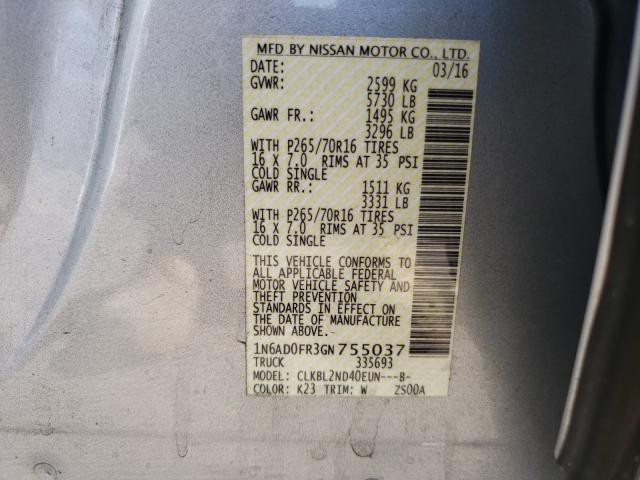 MFD BY NISSAN MOTOR CO., LTD.
DATE: 03/16
GVWR: 2599 KG
5730 LB
GAWR FR.: 1495 KG
3296 LB
WITH P265/70R16 TIRES
16 X 7.0 RIMS AT 35 PSI
COLD SINGLE
GAWR RR.: 1511 KG
3331 LB
WITH P265/70R16 TIRES
16 X 7.0 RIMS AT 35 PSI
COLD SINGLE
THIS VEHICLE CONFORMS TO
ALL APPLICABLE FEDERAL
MOTOR VEHICLE SAFETY AND
THEFT PREVENTION
STANDARDS IN EFFECT ON
THE DATE OF MANUFACTURE
SHOWN ABOVE.
1N6AD0FR3GN755037
TRUCK 335693
MODEL: CLKBL2ND40EUN---B-
COLOR: K23 TRIM: W ZS00A